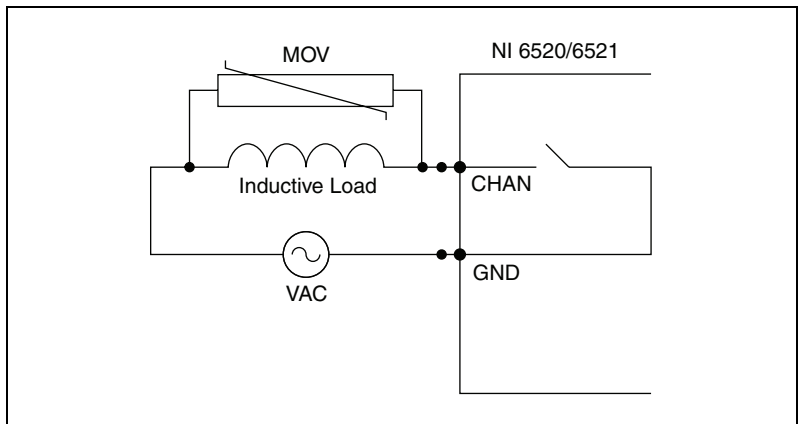 MOV
NI 6520/6521
Inductive Load
CHAN
GND
VAC